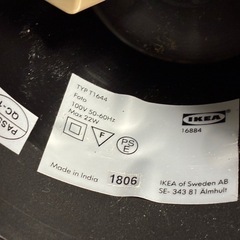 TYP T1644
Foto
100V 50-60Hz
Max 22W
F
PS
E
Made in India
1806
IKEA
16884
IKEA of Sweden AB
SE- 343 81 Älmhult